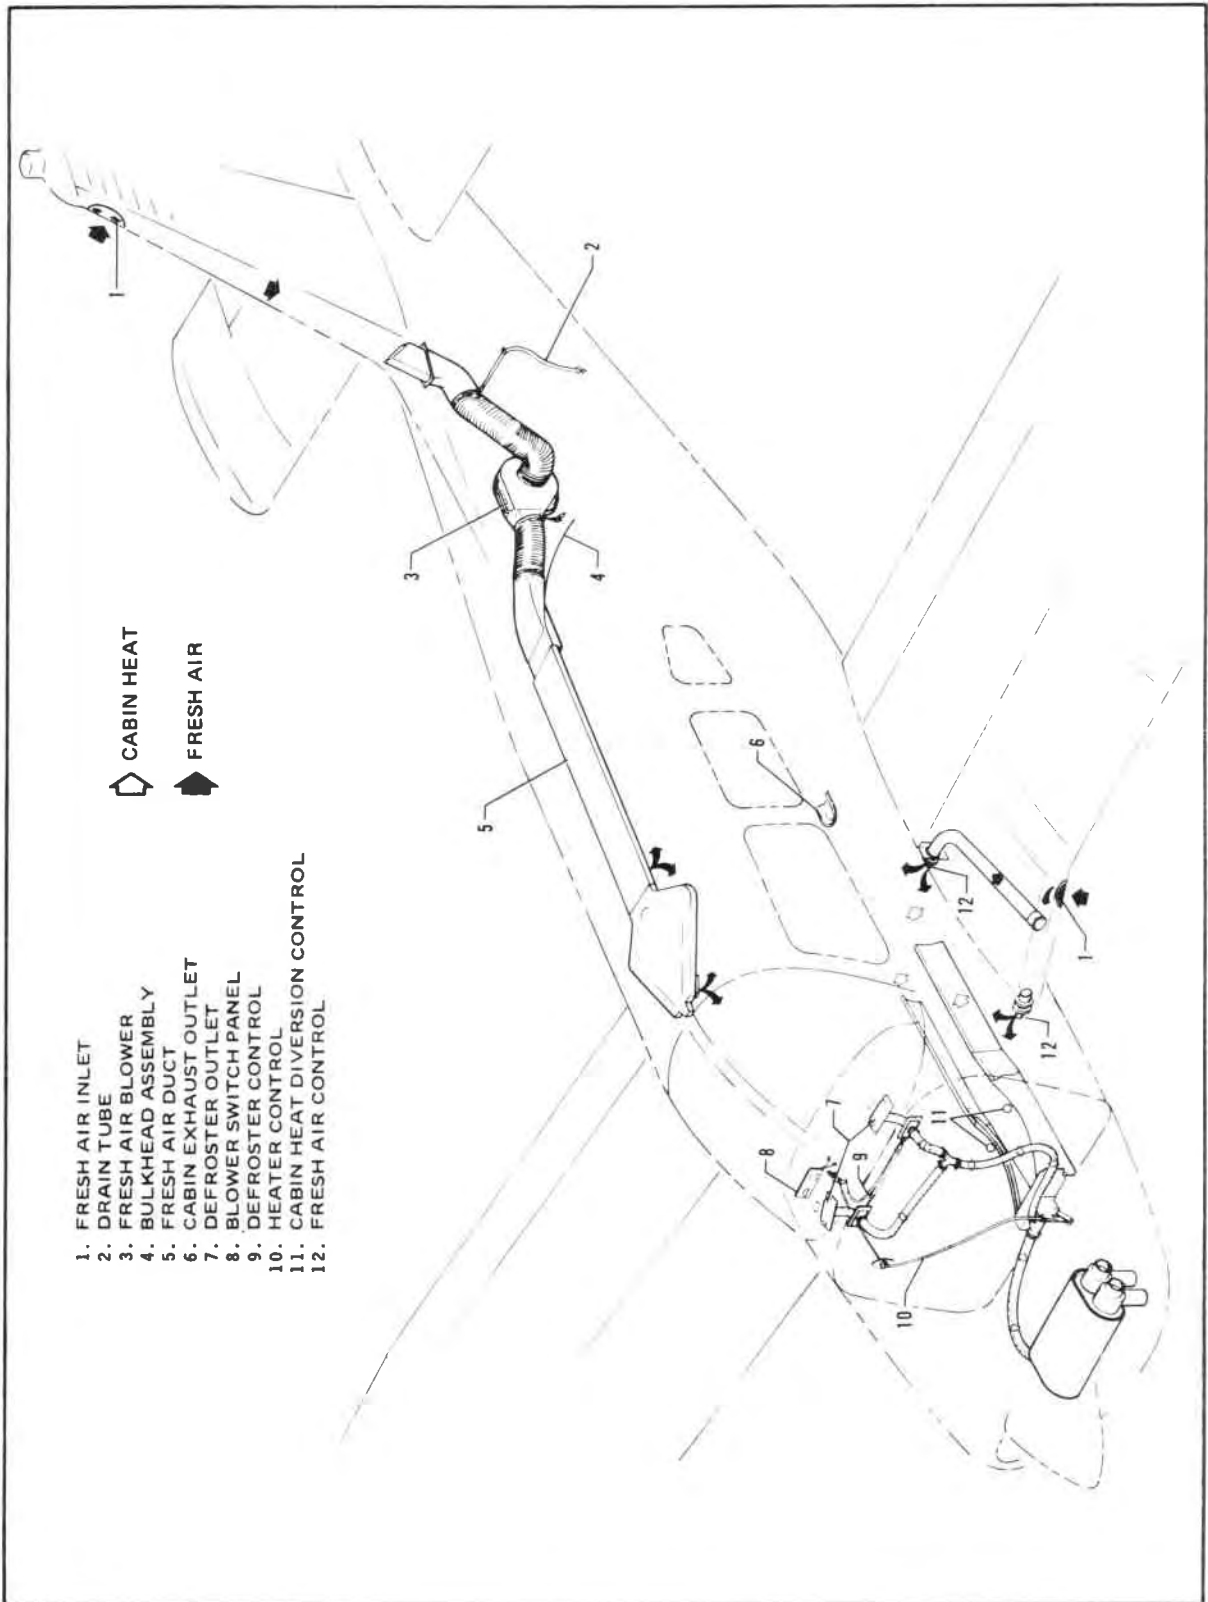 1. FRESH AIR INLET
2. DRAIN TUBE
3. FRESH AIR BLOWER
4. BULKHEAD ASSEMBLY
5. FRESH AIR DUCT
6. CABIN EXHAUST OUTLET
7. DEFROSTER OUTLET
8. BLOWER SWITCH PANEL
9. DEFROSTER CONTROL
10. HEATER CONTROL
11. CABIN HEAT DIVERSION CONTROL
12. FRESH AIR CONTROL
CABIN HEAT
FRESH AIR
1
2
3
4
5
6
7
8
9
10
11
12
12
1